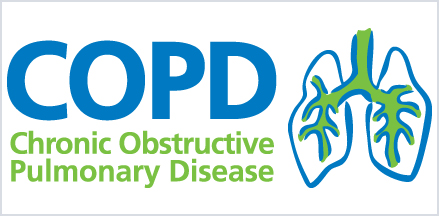 COPD
Chronic Obstructive
Pulmonary Disease